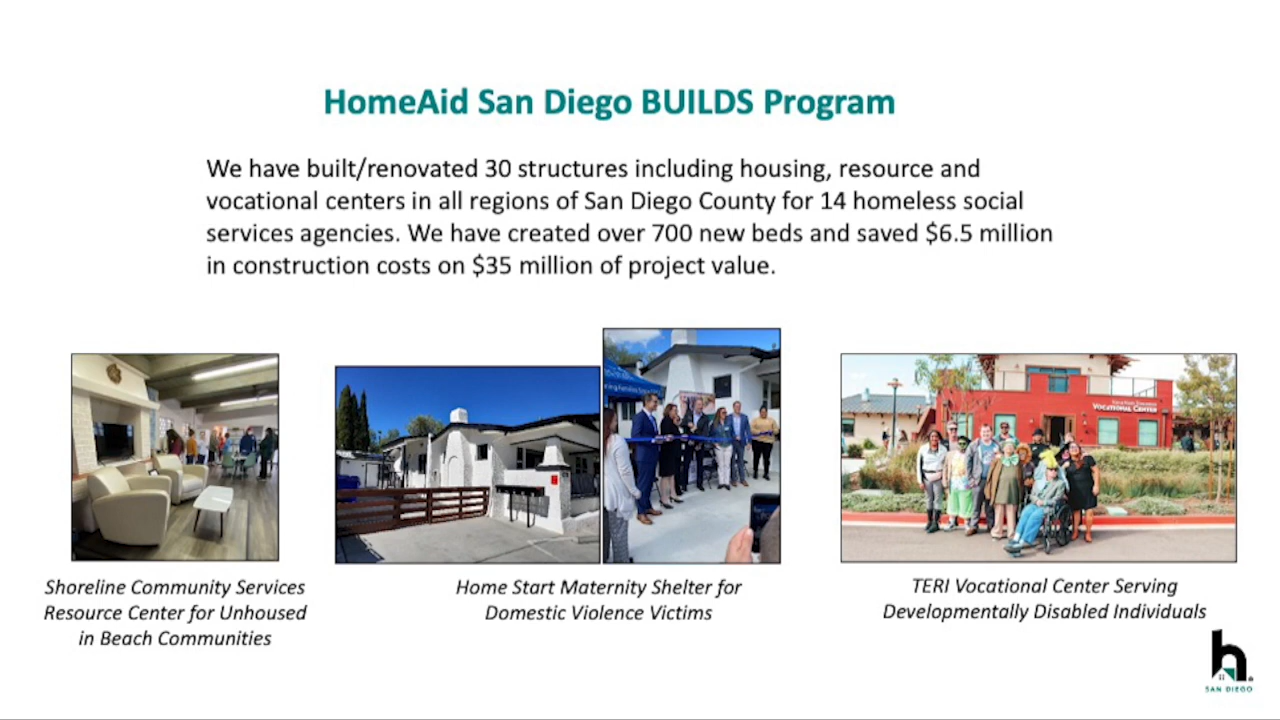 HomeAid San Diego BUILDS Program
We have built/renovated 30 structures including housing, resource and
vocational centers in all regions of San Diego County for 14 homeless social
services agencies. We have created over 700 new beds and saved $6.5 million
in construction costs on $35 million of project value.
VOCATIONAL CENTER
Shoreline Community Services
Resource Center for Unhoused
in Beach Communities
Home Start Maternity Shelter for
Domestic Violence Victims
TERI Vocational Center Serving
Developmentally Disabled Individuals
h
SAN DIEGO